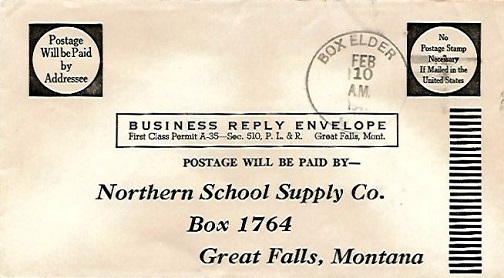 Postage
Will be Paid
by
Addressee
BOX ELDER
FEB
10
A.M.
No
Postage Stamp
Necessary
If Mailed in the
United States
BUSINESS REPLY ENVELOPE
First Class Permit A-35—Sec. 510, P. L. & R. Great Falls, Mont.
POSTAGE WILL BE PAID BY—
Northern School Supply Co.
Box 1764
Great Falls, Montana